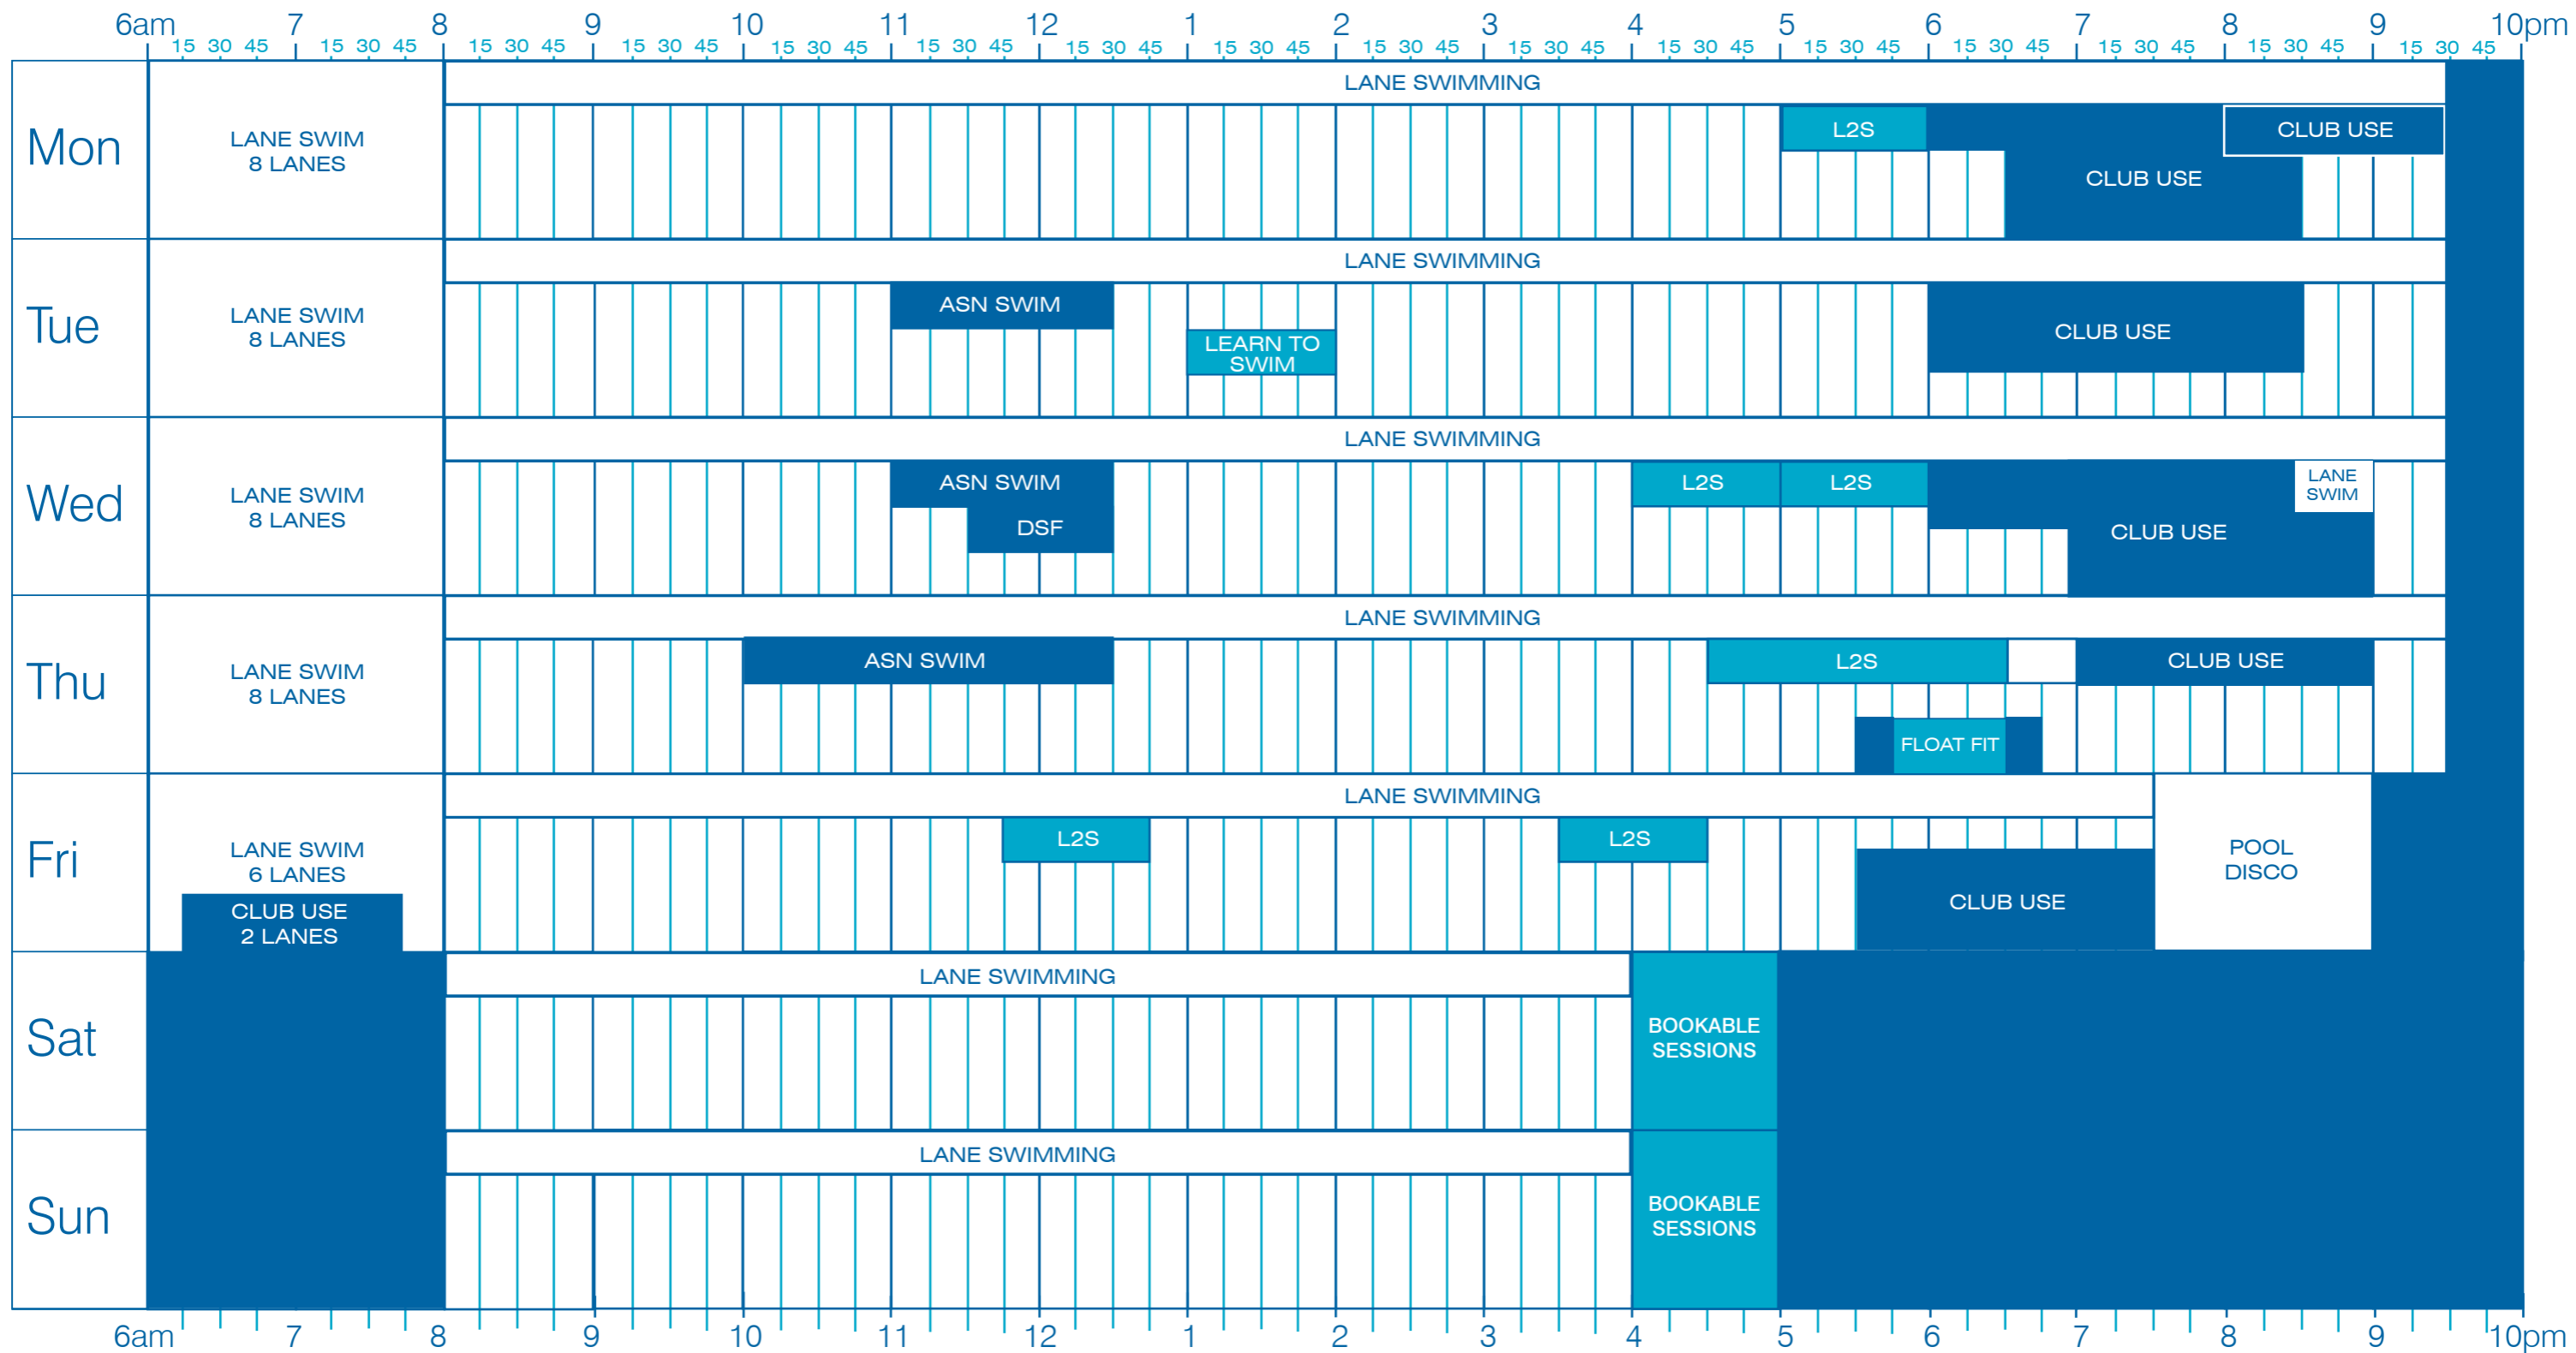 6am 7 8 9 10 11 12 1 2 3 4 5 6 7 8 9 10pm
15 30 45 15 30 45 15 30 45 15 30 45 15 30 45 15 30 45 15 30 45 15 30 45 15 30 45 15 30 45 15 30 45 15 30 45 15 30 45 15 30 45 15 30 45 15 30 45
Mon
LANE SWIM
8 LANES
LANE SWIMMING
L2S
CLUB USE
CLUB USE
Tue
LANE SWIM
8 LANES
LANE SWIMMING
ASN SWIM
LEARN TO
SWIM
CLUB USE
Wed
LANE SWIM
8 LANES
LANE SWIMMING
ASN SWIM
DSF
L2S
L2S
CLUB USE
LANE
SWIM
Thu
LANE SWIM
8 LANES
LANE SWIMMING
ASN SWIM
L2S
FLOAT FIT
CLUB USE
Fri
LANE SWIM
6 LANES
CLUB USE
2 LANES
LANE SWIMMING
L2S
L2S
CLUB USE
POOL
DISCO
Sat
LANE SWIMMING
BOOKABLE
SESSIONS
Sun
LANE SWIMMING
BOOKABLE
SESSIONS
6am 7 8 9 10 11 12 1 2 3 4 5 6 7 8 9 10pm